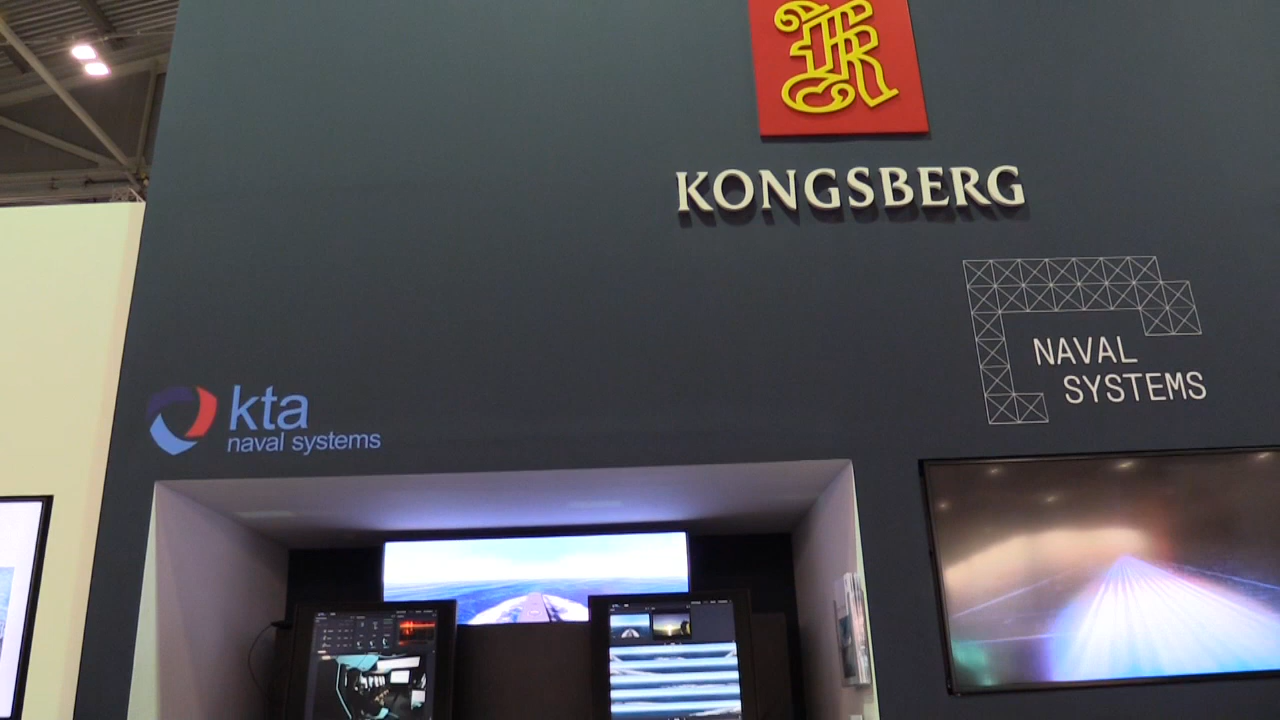 KONGSBERG
NAVAL
SYSTEMS
kta
naval systems